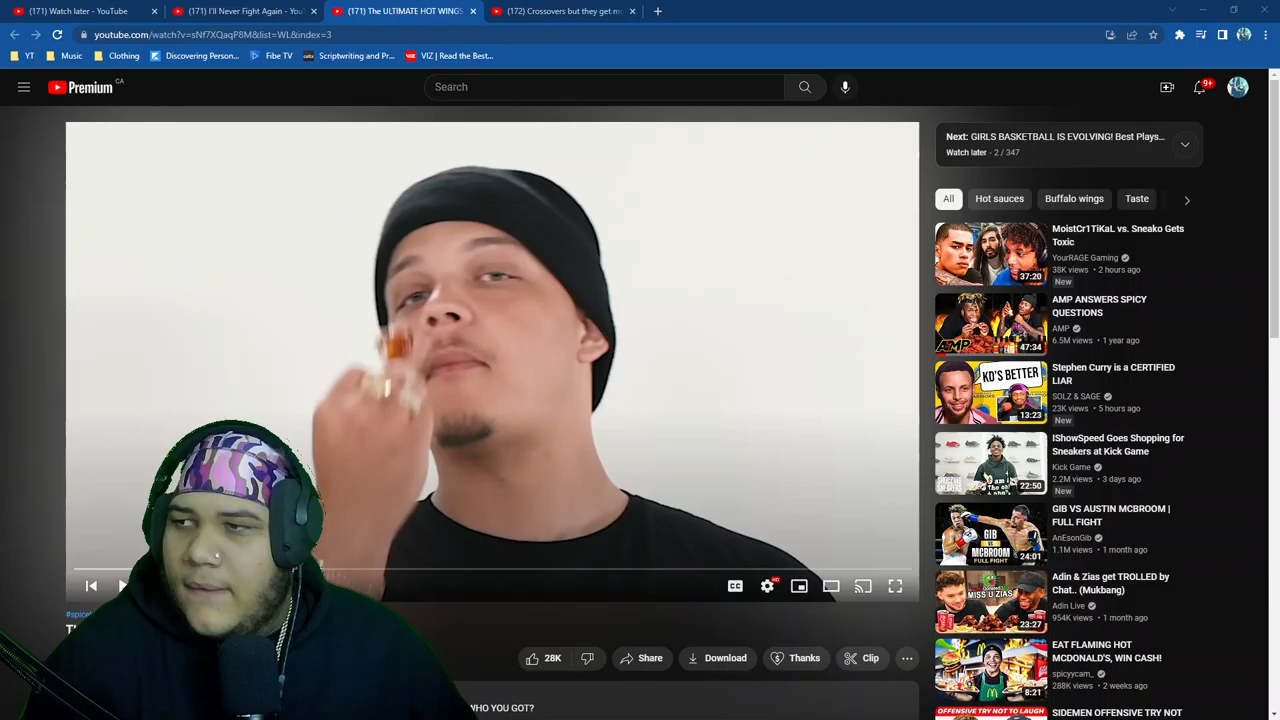 (171) Watch later - YouTube
(171) I'll Never Fight Again - You
(171) The ULTIMATE HOT WINGS
(172) Crossovers but they get m
youtube.com/watch?v=sNf7XQaqP8M&list=WL&index=3
YT
Music
Clothing
Discovering Person...
Fibe TV
Scriptwriting and Pr...
VIZ | Read the Best...
Premium CA
Search
9+
Next: GIRLS BASKETBALL IS EVOLVING! Best Plays...
Watch later - 2 / 347
All
Hot sauces
Buffalo wings
Taste
MoistCr1TiKaL vs. Sneako Gets
Toxic
YourRAGE Gaming
38K views • 2 hours ago
New
37:20
AMP ANSWERS SPICY
QUESTIONS
AMP
6.5M views • 1 year ago
AMP
47:34
Stephen Curry is a CERTIFIED
LIAR
SOLZ & SAGE
23K views • 5 hours ago
New
KD'S BETTER
13:23
IShowSpeed Goes Shopping for
Sneakers at Kick Game
Kick Game
2.2M views • 3 days ago
New
22:50
GIB VS AUSTIN MCBROOM |
FULL FIGHT
AnEsonGib
1.1M views • 1 month ago
GIB
VS
MCBROOM
FULL FIGHT
24:01
Adin & Zias get TROLLED by
Chat.. (Mukbang)
Adin Live
954K views • 1 month ago
MISS U ZIAS
23:27
EAT FLAMING HOT
MCDONALD'S, WIN CASH!
spicyycam_
288K views • 2 weeks ago
8:21
OFFENSIVE TRY NOT TO LAUGH
SIDEMEN OFFENSIVE TRY NOT
CC
HD
#spice
28K
Share
Download
Thanks
Clip
WHO YOU GOT?